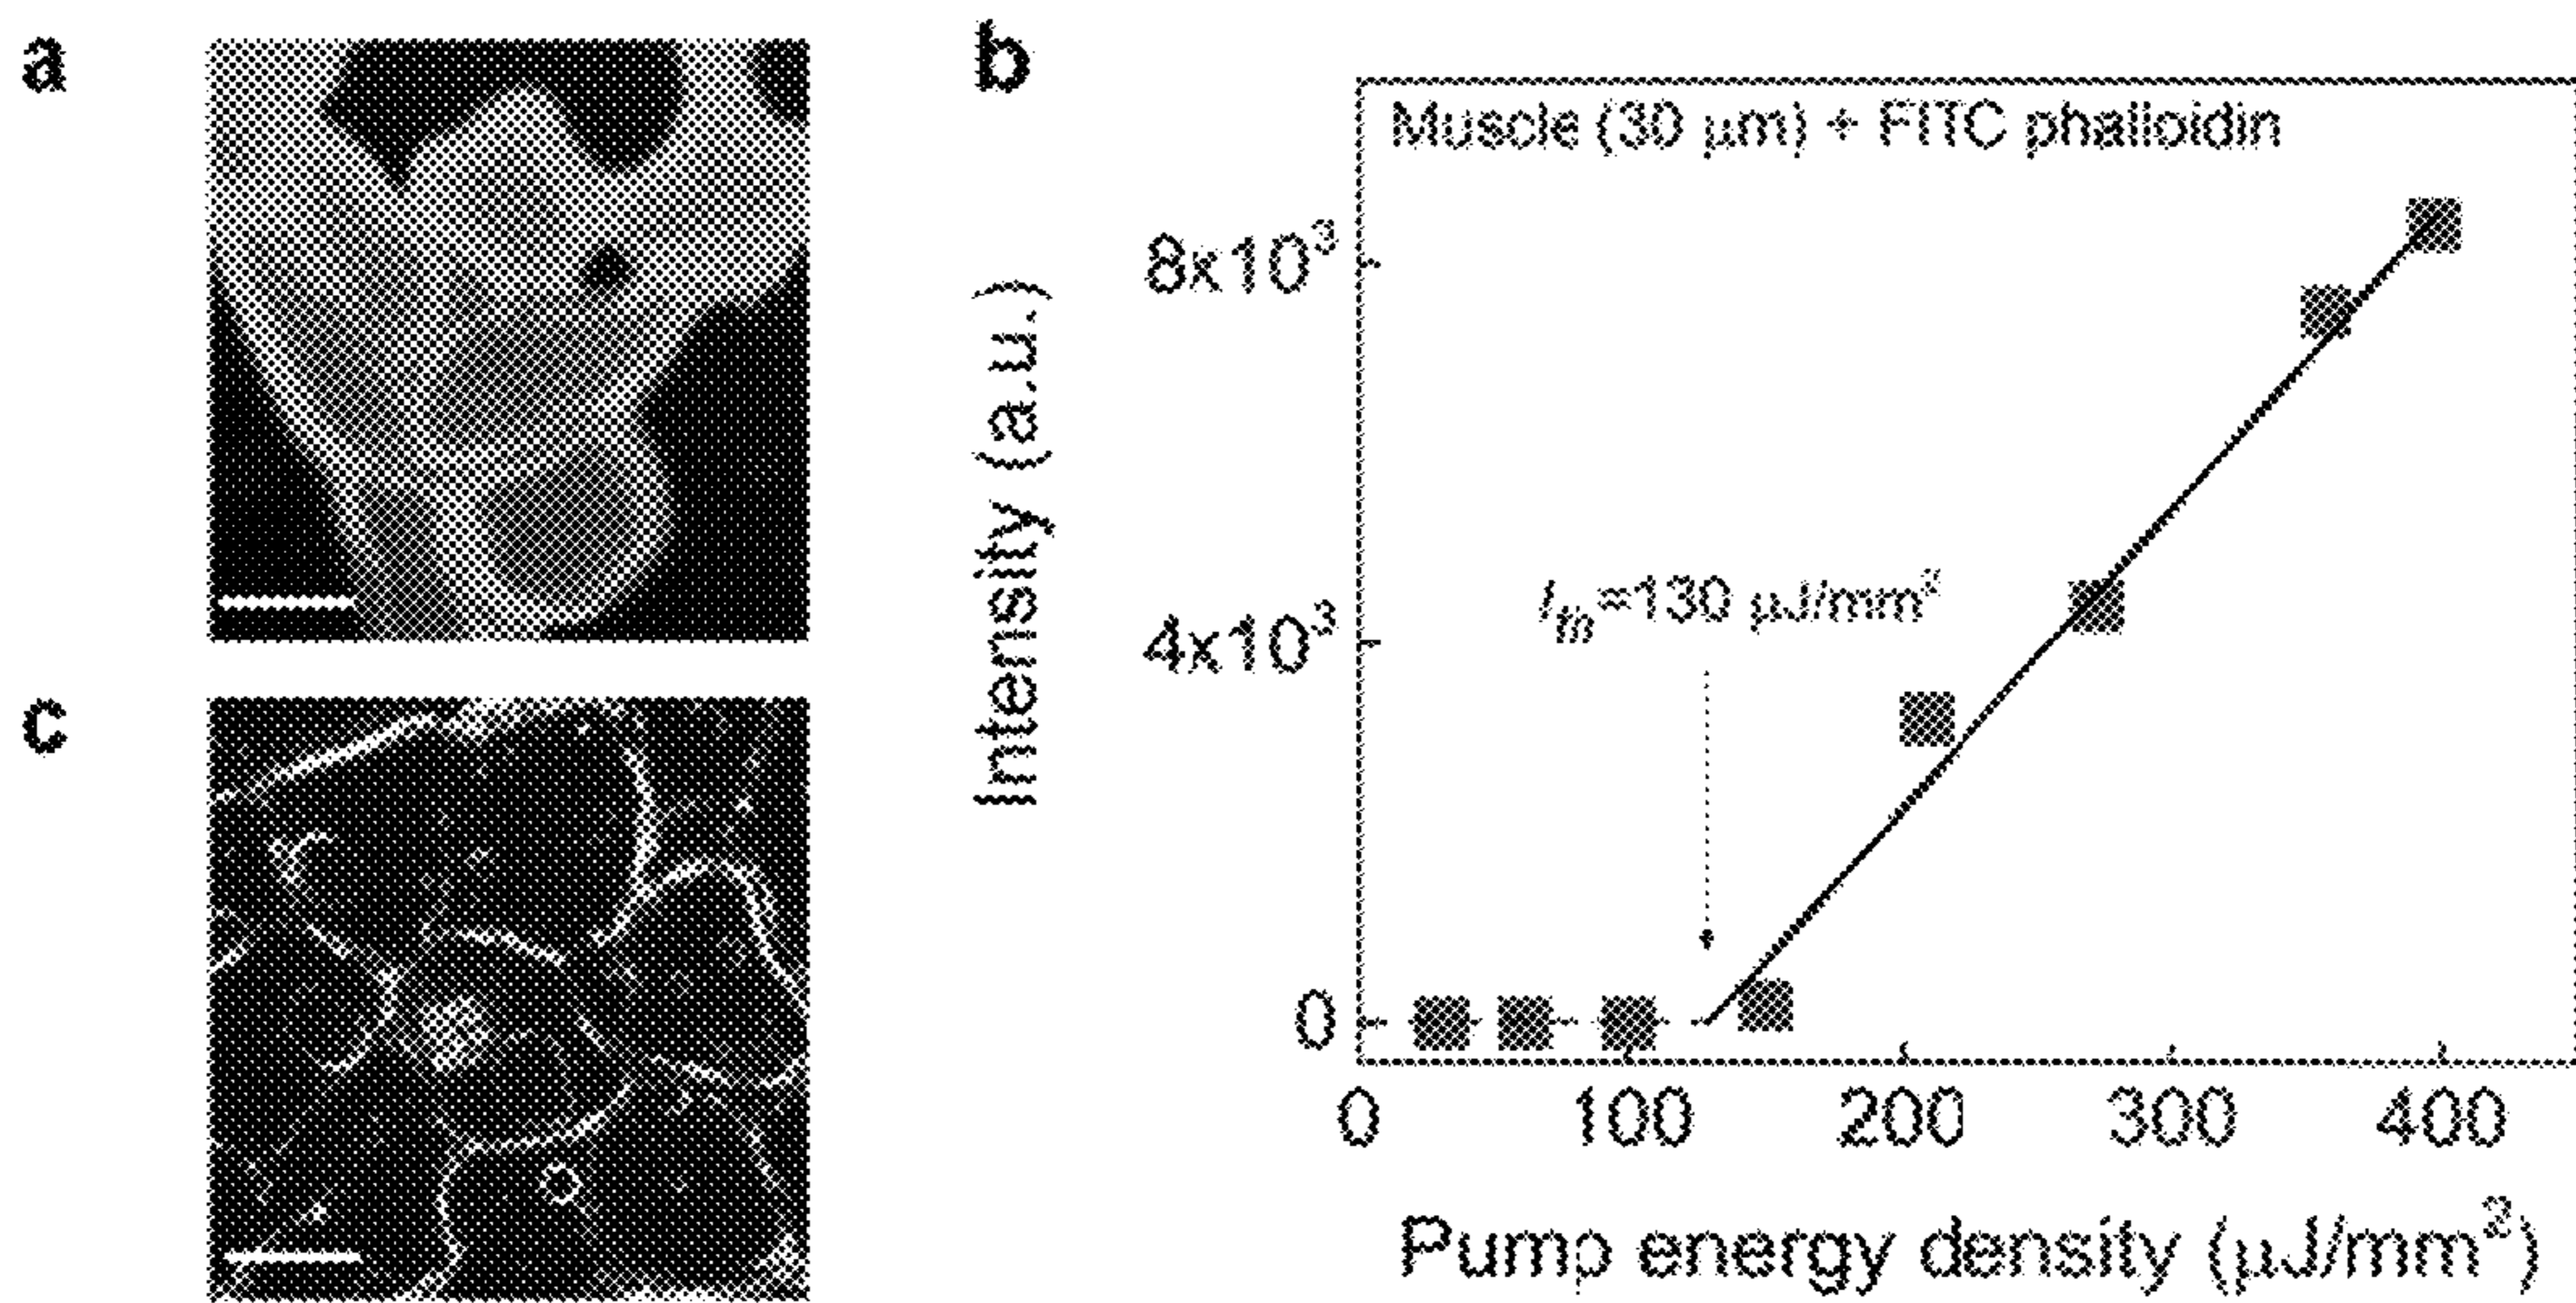 a
b
Muscle (30 μm) + FITC phalloidin
8x10³
4x10³
0
Intensity (a.u.)
I_th=130 μJ/mm²
0 100 200 300 400
Pump energy density (μJ/mm²)
c